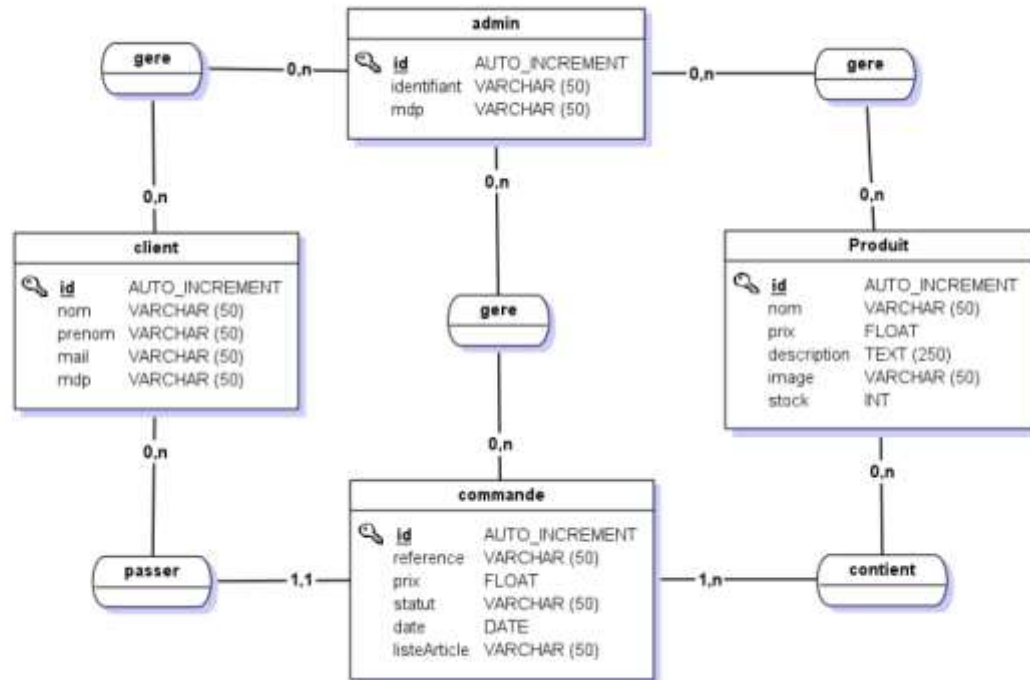 admin
id AUTO_INCREMENT
identifiant VARCHAR (50)
mdp VARCHAR (50)
gere
0,n
0,n
gere
0,n
0,n
0,n
client
id AUTO_INCREMENT
nom VARCHAR (50)
prenom VARCHAR (50)
mail VARCHAR (50)
mdp VARCHAR (50)
gere
Produit
id AUTO_INCREMENT
nom VARCHAR (50)
prix FLOAT
description TEXT (250)
image VARCHAR (50)
stock INT
0,n
0,n
0,n
commande
id AUTO_INCREMENT
reference VARCHAR (50)
prix FLOAT
statut VARCHAR (50)
date DATE
listeArticle VARCHAR (50)
passer
1,1
1,n
contient